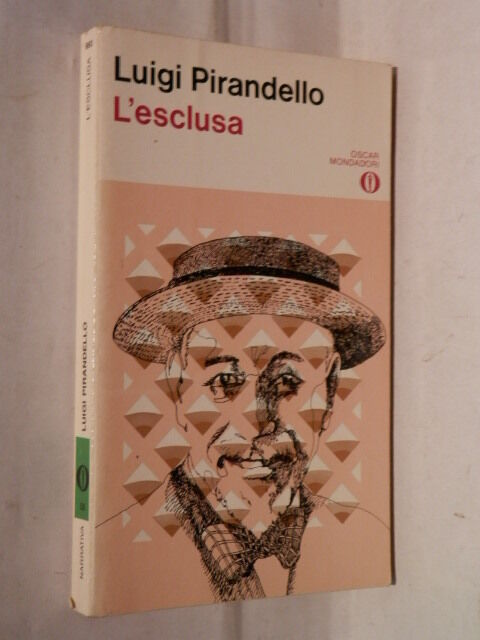 Luigi Pirandello
L'esclusa
OSCAR
MONDADORI
L'ESCLUSA
LUIGI PIRANDELLO
NARRATIVA